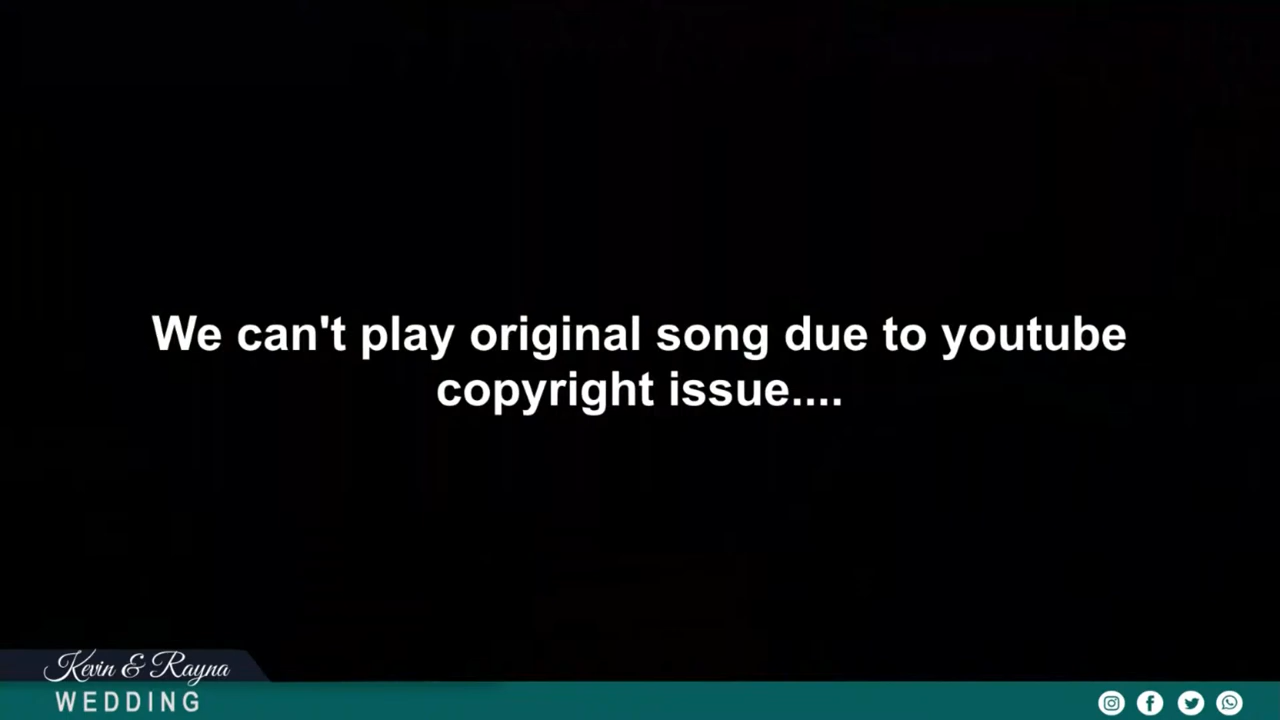 We can't play original song due to youtube
copyright issue....
Kevin & Rayna
WEDDING